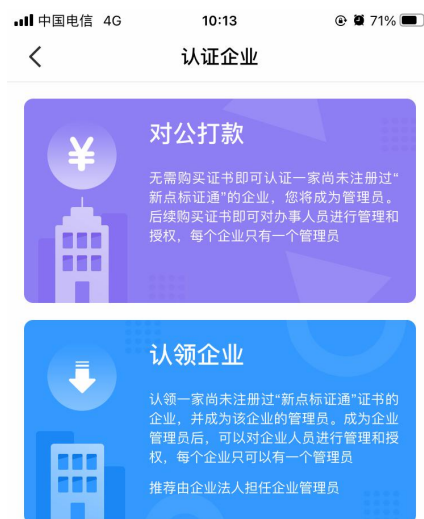 中国电信 4G 10:13 71%
认证企业
对公打款
¥
无需购买证书即可认证一家尚未注册过“
新点标证通”的企业，您将成为管理员。
后续购买证书即可对办事人员进行管理和
授权，每个企业只有一个管理员
认领企业
认领一家尚未注册过“新点标证通”证书的
企业，并成为该企业的管理员。成为企业
管理员后，可以对企业人员进行管理和授
权，每个企业只可以有一个管理员
推荐由企业法人担任企业管理员